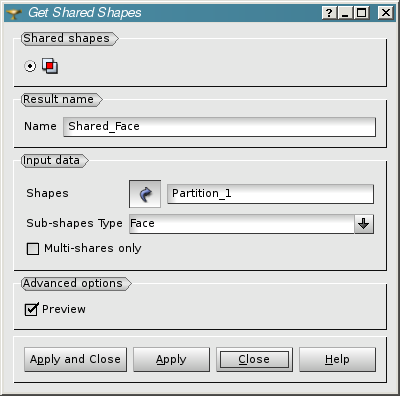 Get Shared Shapes
Shared shapes
Result name
Name Shared_Face
Input data
Shapes Partition_1
Sub-shapes Type Face
Multi-shares only
Advanced options
Preview
Apply and Close Apply Close Help